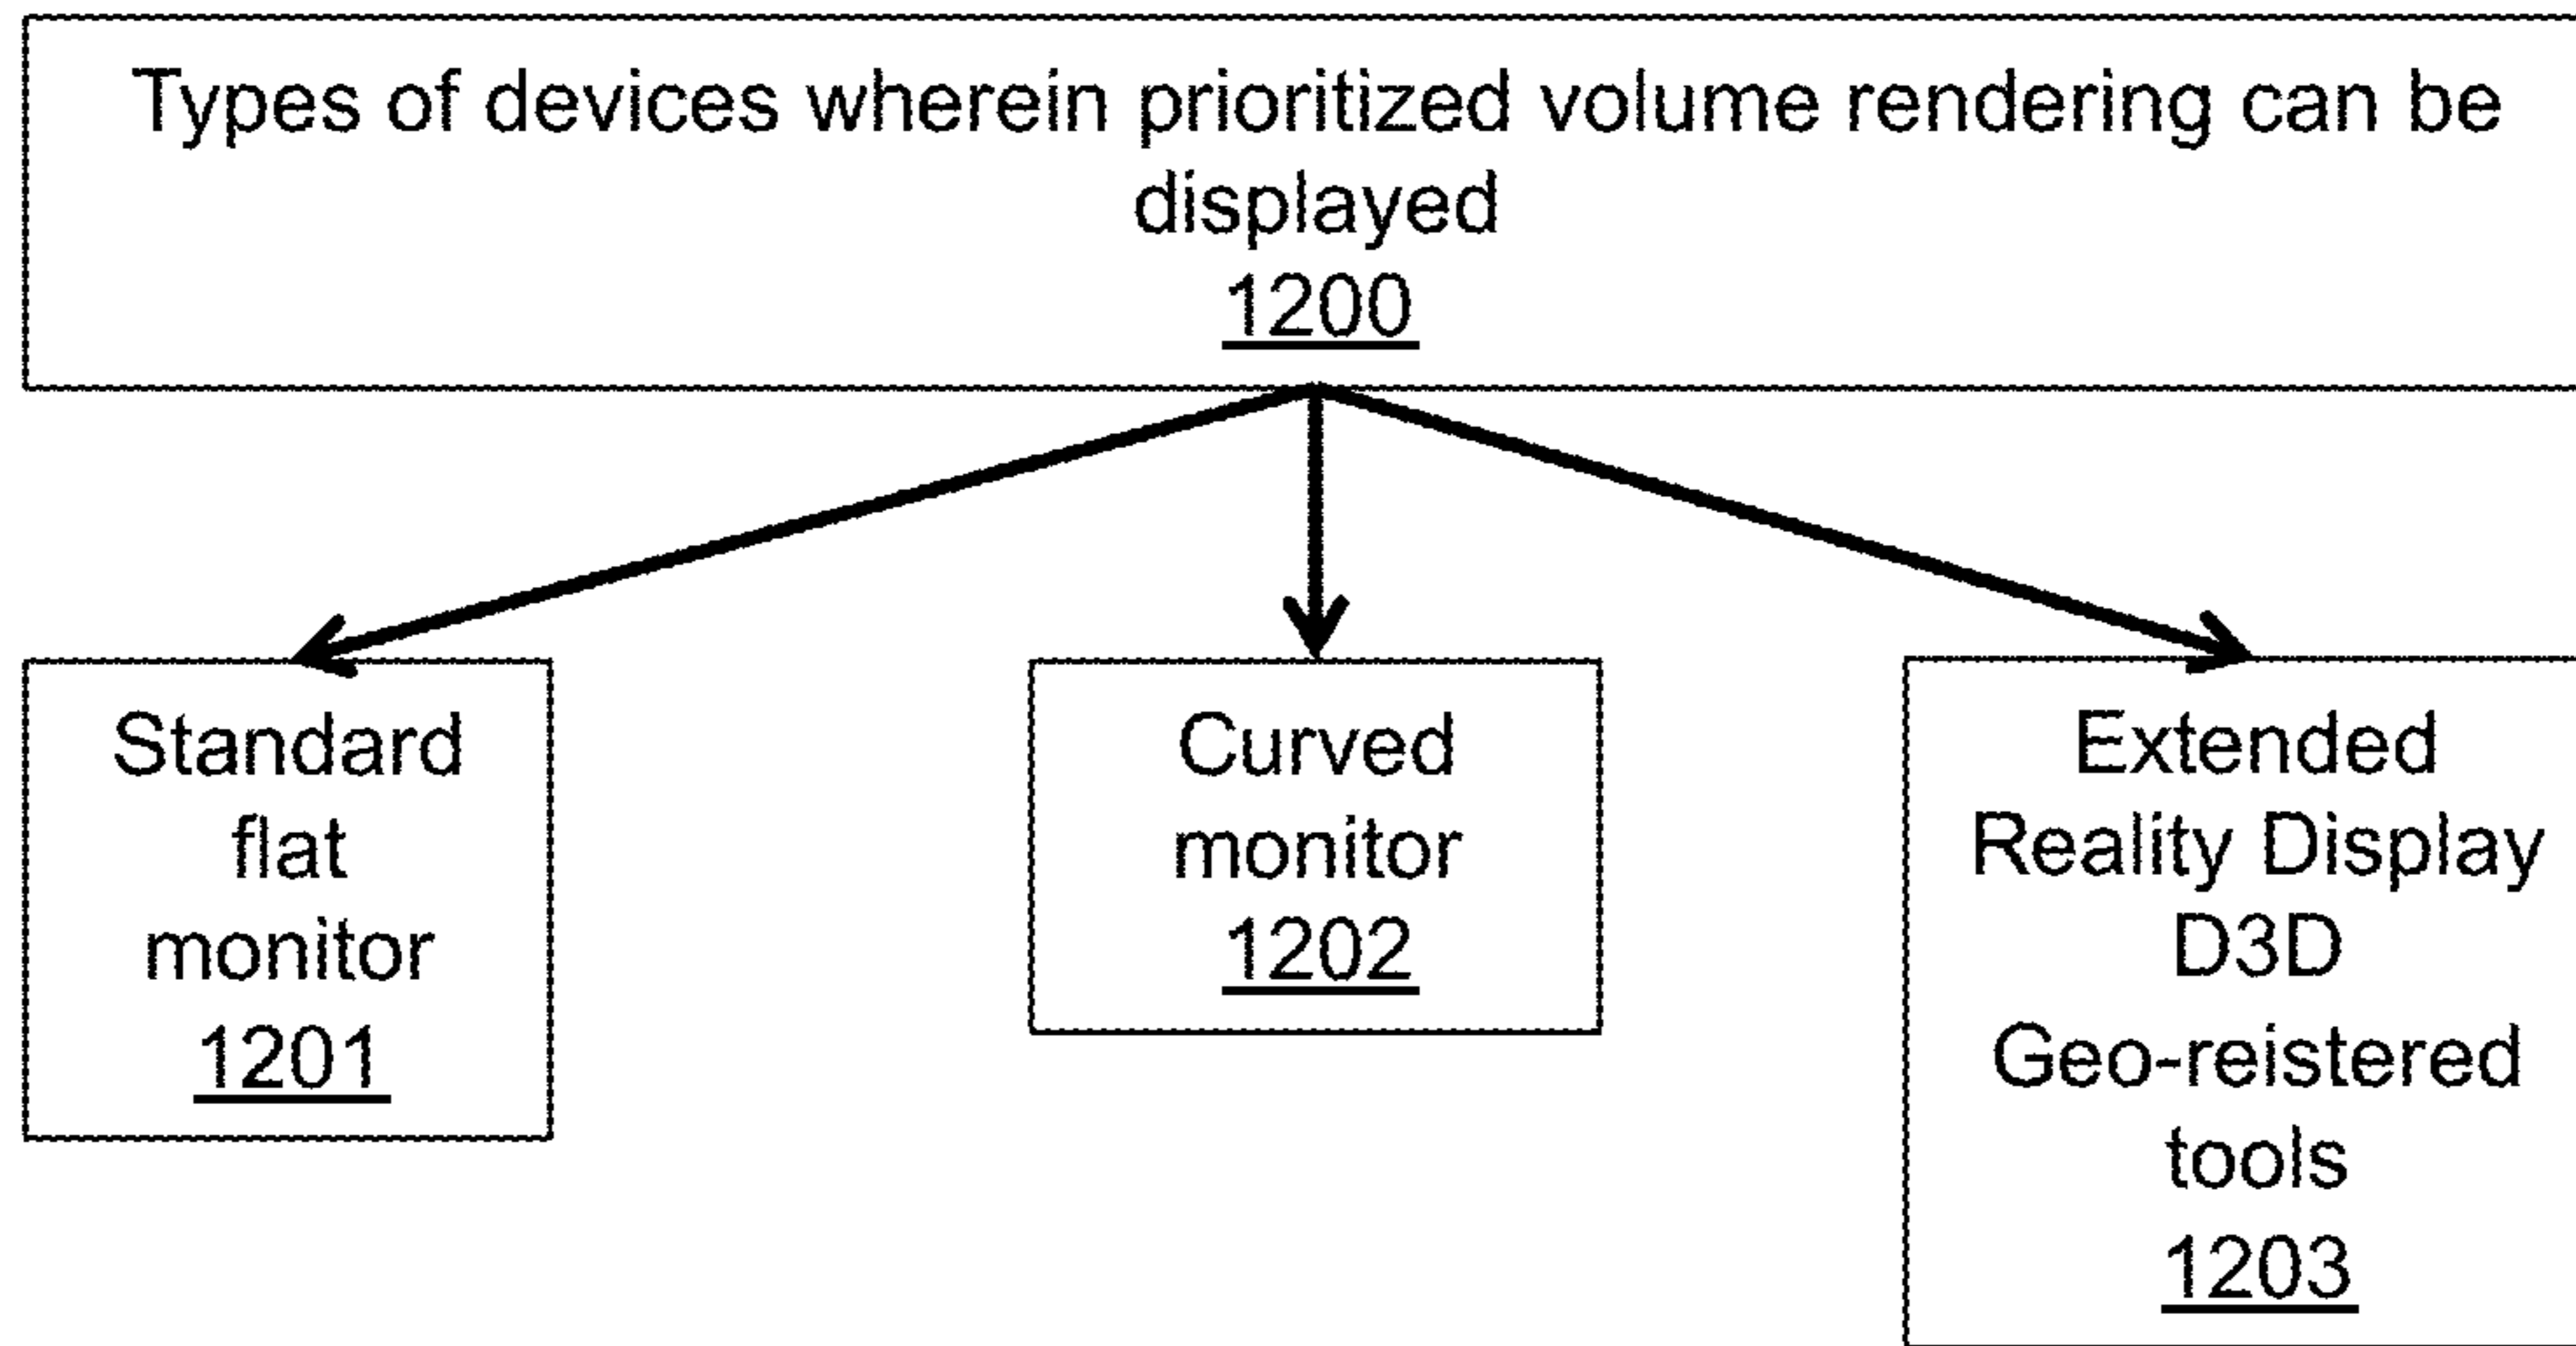 Types of devices wherein prioritized volume rendering can be
displayed
1200
Standard
flat
monitor
1201
Curved
monitor
1202
Extended
Reality Display
D3D
Geo-reistered
tools
1203